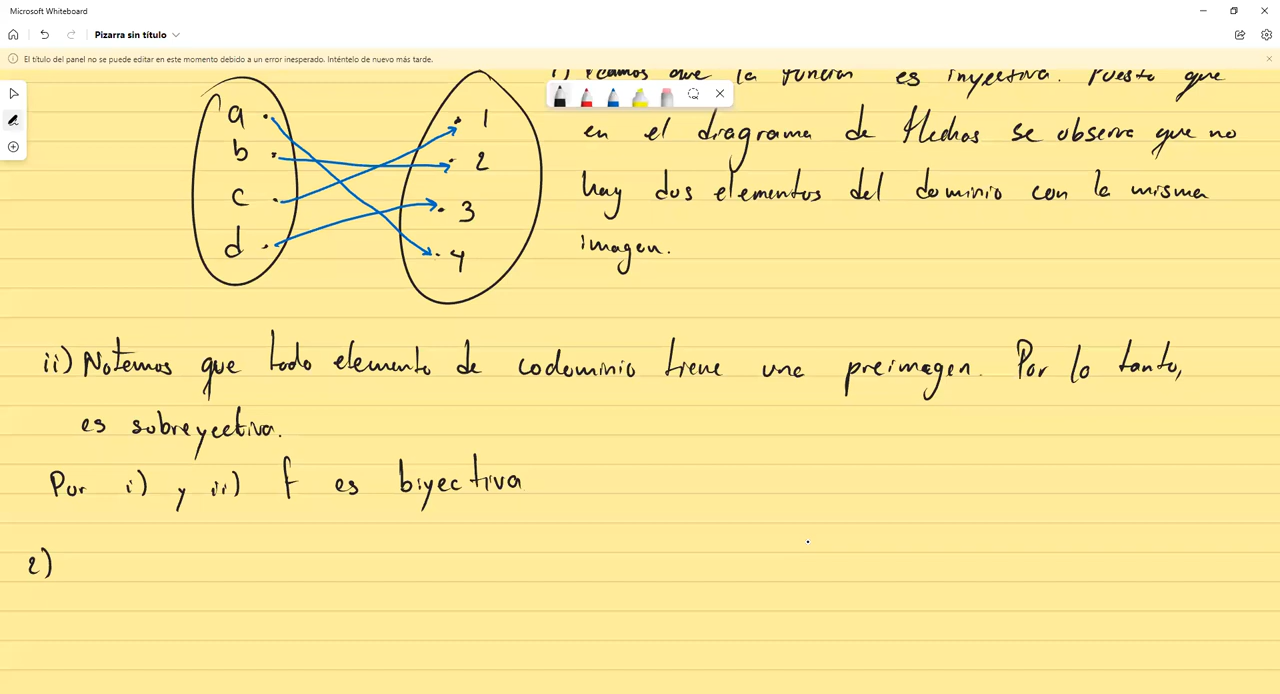 Microsoft Whiteboard
Pizarra sin título
El título del panel no se puede editar en este momento debido a un error inesperado. Inténtelo de nuevo más tarde.
i) Veamos que la función es inyectiva. Puesto que
en el diagrama de flechas se observa que no
hay dos elementos del dominio con la misma
imagen.
a
b
c
d
1
2
3
4
ii) Notemos que todo elemento de codominio tiene una preimagen. Por lo tanto,
es sobreyectiva.
Por i) y ii) f es biyectiva
2)